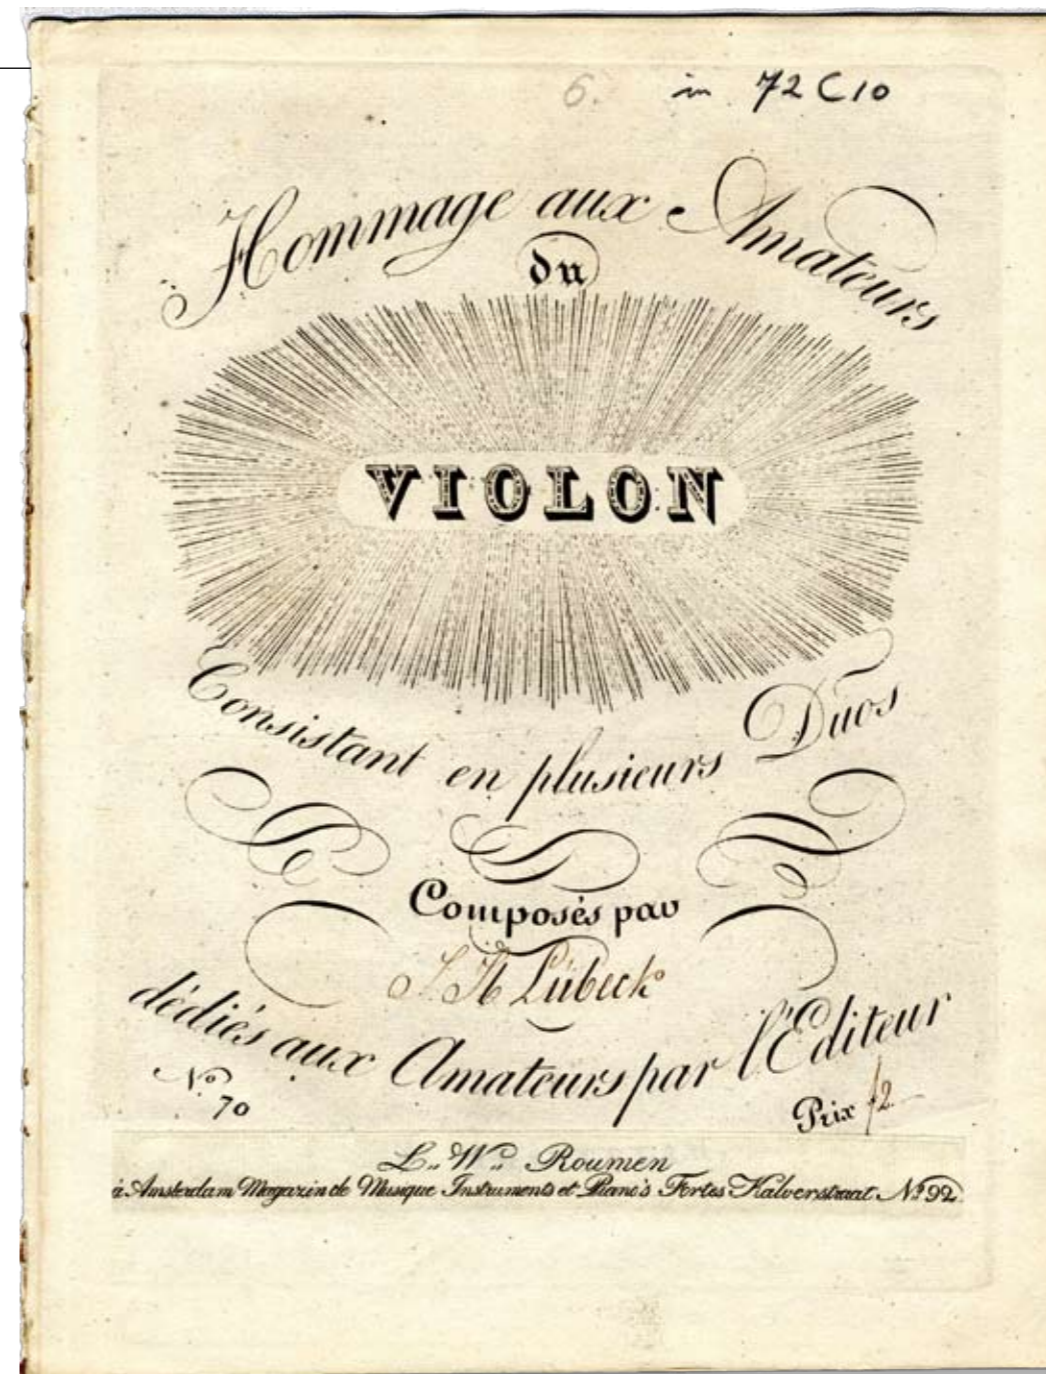 6. in 72 C 10
Hommage aux Amateurs
du
VIOLON
Consistant en plusieurs Duos
Composés par
J. H. Lübeck
dédiés aux Amateurs par l'Editeur
No. 70
Prix f 2
L. Wm. Roumen
à Amsterdam Magazin de Musique Instruments et Piano's Fortes Kalverstraat No. 92